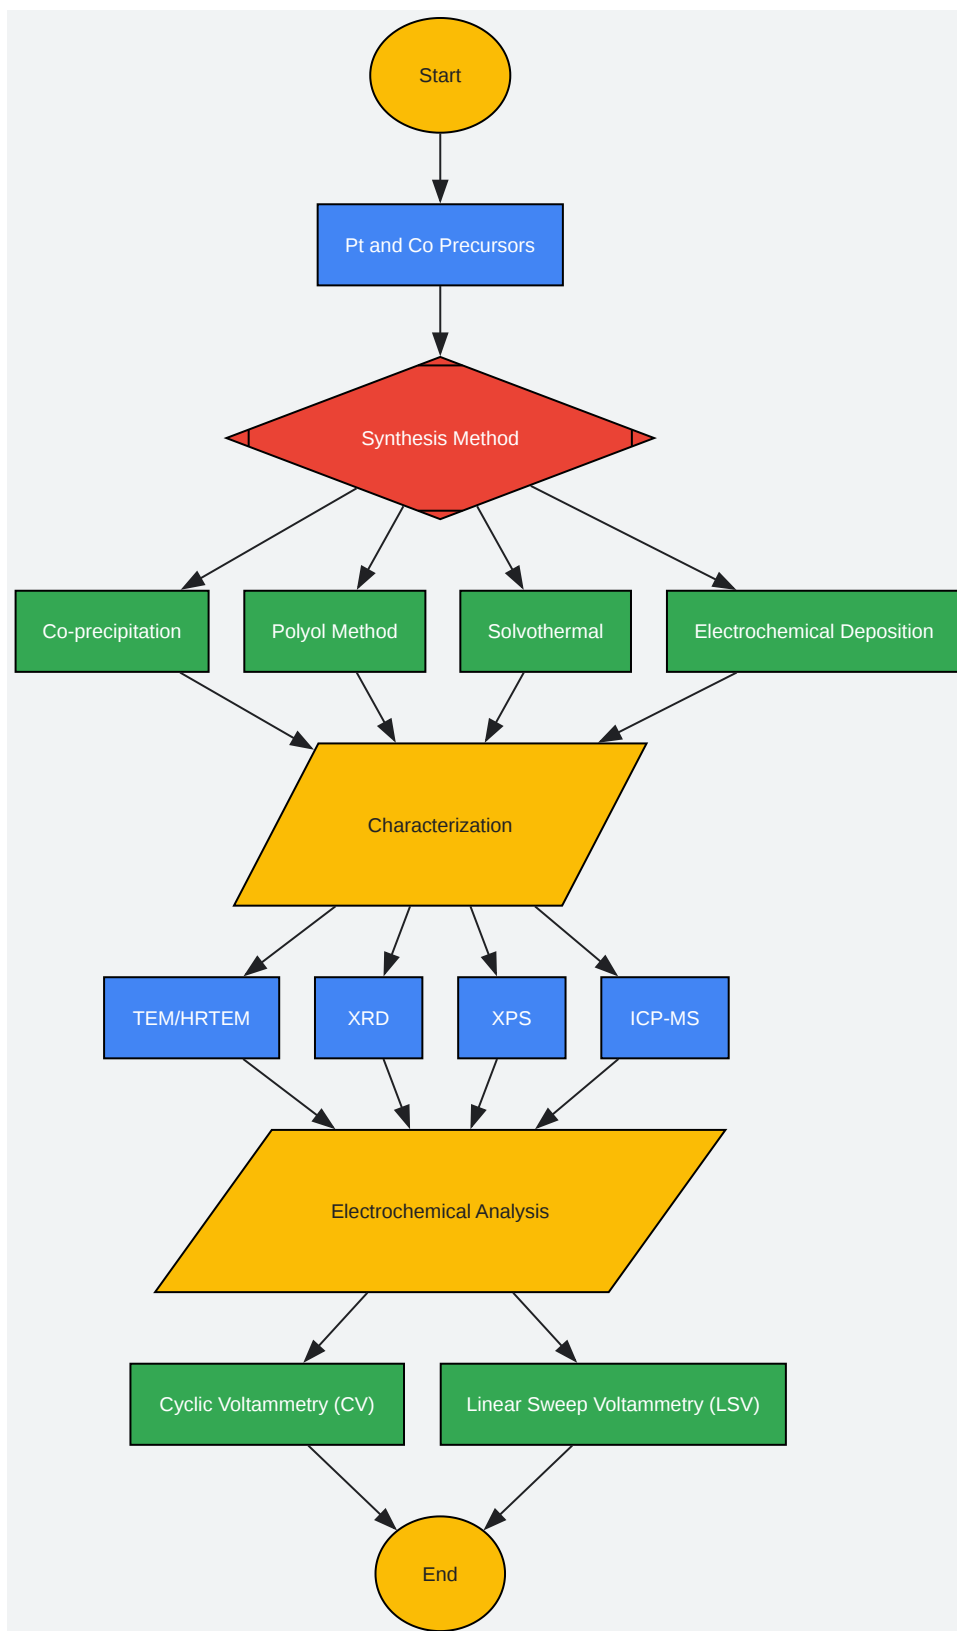 Start
Pt and Co Precursors
Synthesis Method
Co-precipitation
Polyol Method
Solvothermal
Electrochemical Deposition
Characterization
TEM/HRTEM
XRD
XPS
ICP-MS
Electrochemical Analysis
Cyclic Voltammetry (CV)
Linear Sweep Voltammetry (LSV)
End